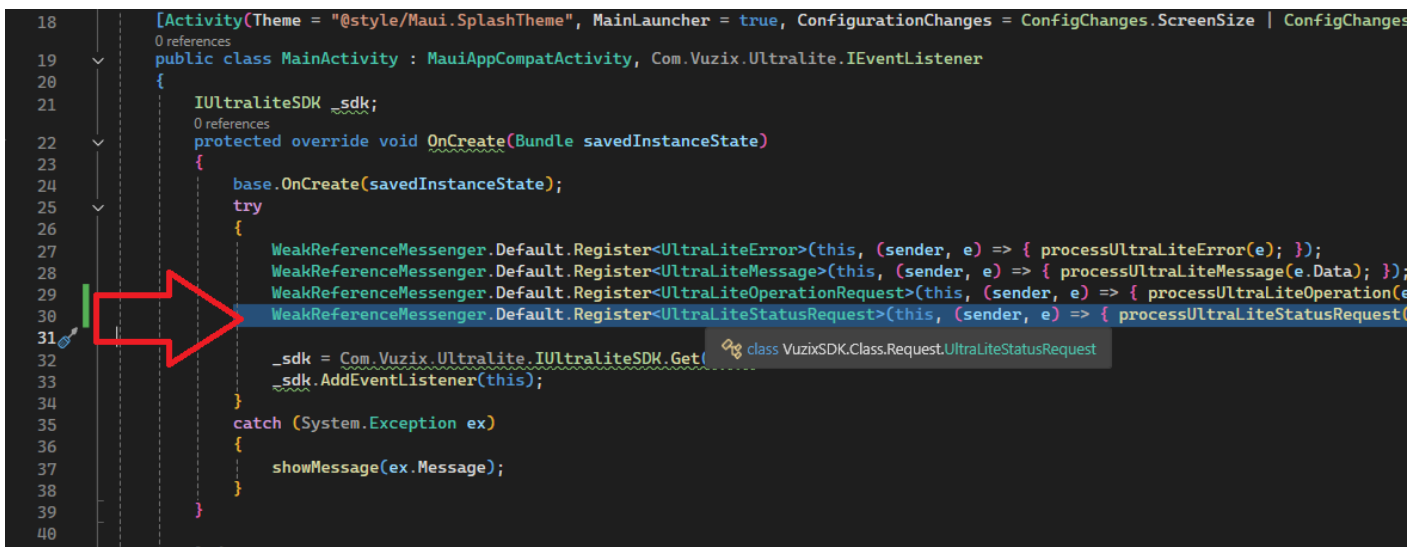 18 [Activity(Theme = "@style/Maui.SplashTheme", MainLauncher = true, ConfigurationChanges = ConfigChanges.ScreenSize | ConfigChanges
0 references
19 public class MainActivity : MauiAppCompatActivity, Com.Vuzix.Ultralite.IEventListener
20 {
21 IUltraliteSDK _sdk;
0 references
22 protected override void OnCreate(Bundle savedInstanceState)
23 {
24 base.OnCreate(savedInstanceState);
25 try
26 {
27 WeakReferenceMessenger.Default.Register<UltraLiteError>(this, (sender, e) => { processUltraLiteError(e); });
28 WeakReferenceMessenger.Default.Register<UltraLiteMessage>(this, (sender, e) => { processUltraLiteMessage(e.Data); });
29 WeakReferenceMessenger.Default.Register<UltraLiteOperationRequest>(this, (sender, e) => { processUltraLiteOperation(e
30 WeakReferenceMessenger.Default.Register<UltraLiteStatusRequest>(this, (sender, e) => { processUltraLiteStatusRequest(
31
class VuzixSDK.Class.Request.UltraLiteStatusRequest
32 _sdk = Com.Vuzix.Ultralite.IUltraliteSDK.Get(
33 _sdk.AddEventListener(this);
34 }
35 catch (System.Exception ex)
36 {
37 showMessage(ex.Message);
38 }
39 }
40